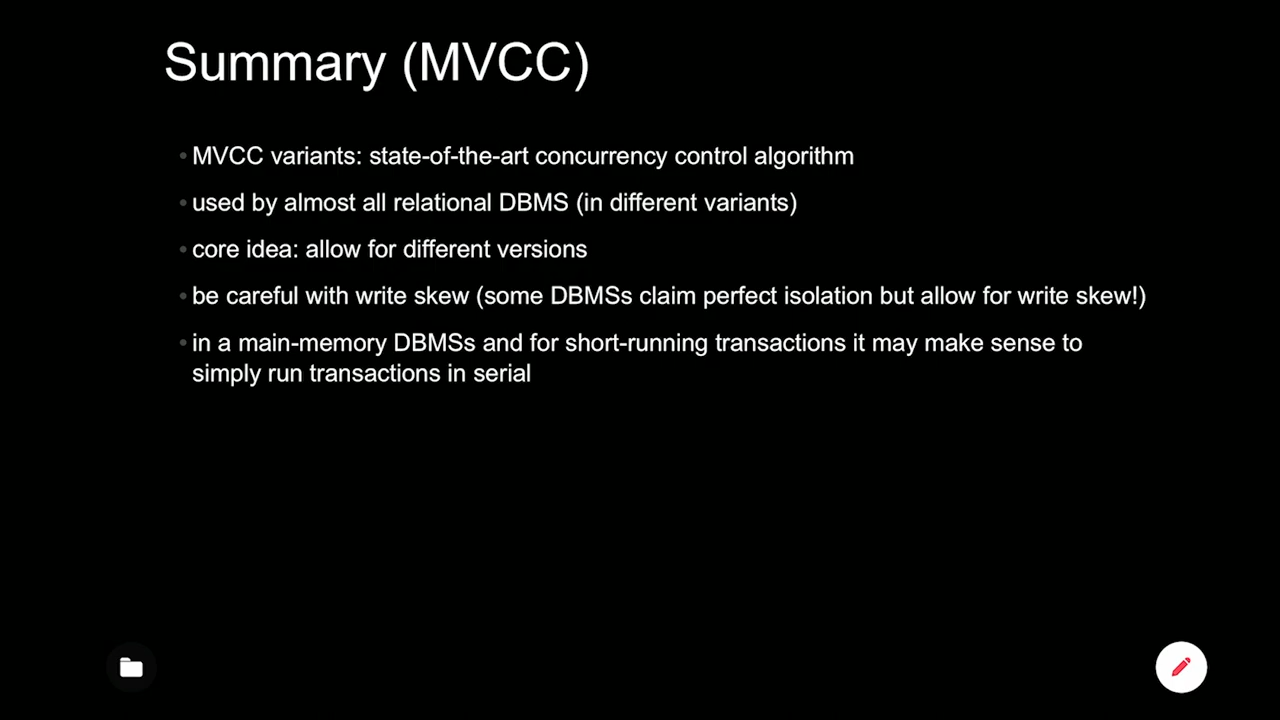 Summary (MVCC)
• MVCC variants: state-of-the-art concurrency control algorithm
• used by almost all relational DBMS (in different variants)
• core idea: allow for different versions
• be careful with write skew (some DBMSs claim perfect isolation but allow for write skew!)
• in a main-memory DBMSs and for short-running transactions it may make sense to
simply run transactions in serial